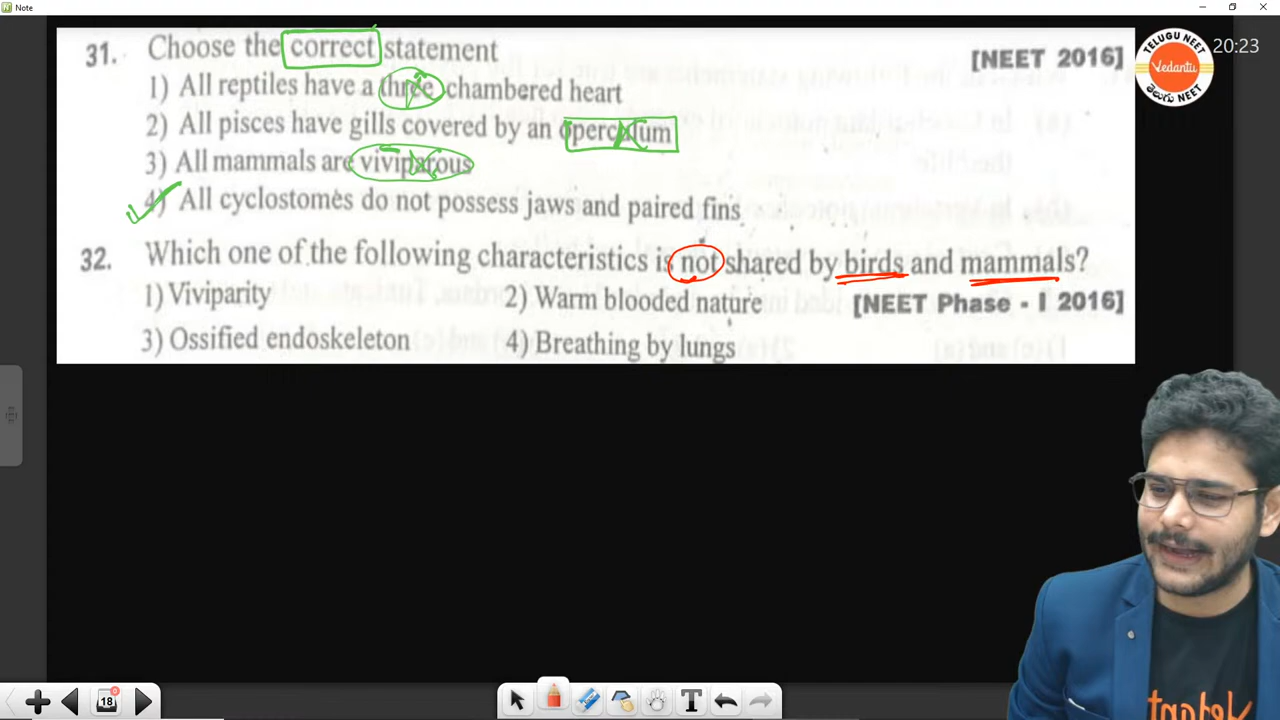 Note
31. Choose the correct statement [NEET 2016]
1) All reptiles have a three chambered heart
2) All pisces have gills covered by an operculum
3) All mammals are viviparous
4) All cyclostomes do not possess jaws and paired fins
32. Which one of the following characteristics is not shared by birds and mammals?
1) Viviparity 2) Warm blooded nature [NEET Phase - I 2016]
3) Ossified endoskeleton 4) Breathing by lungs
TELUGU NEET
Vedantu
తెలుగు NEET
20:23
18
T
Vedantu